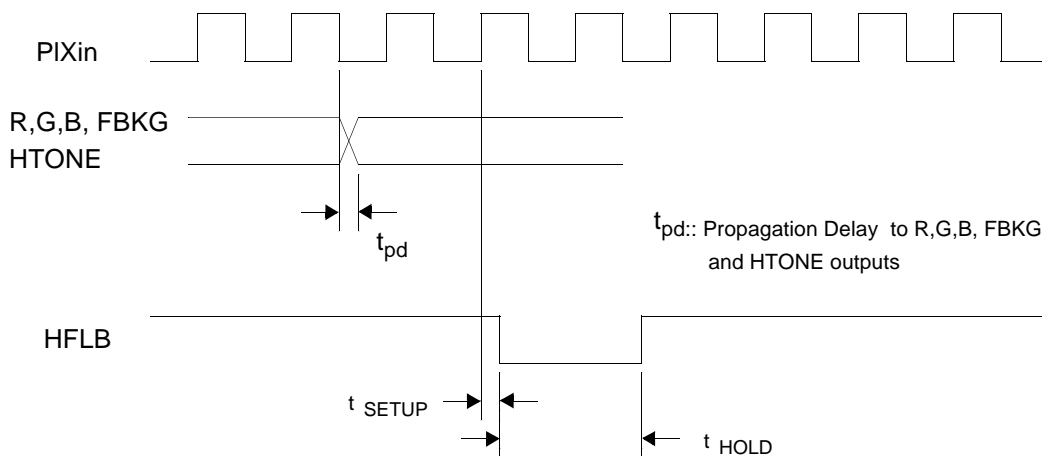 PIXin
R,G,B, FBKG
HTONE
tpd
tpd:: Propagation Delay to R,G,B, FBKG
and HTONE outputs
HFLB
t SETUP
t HOLD